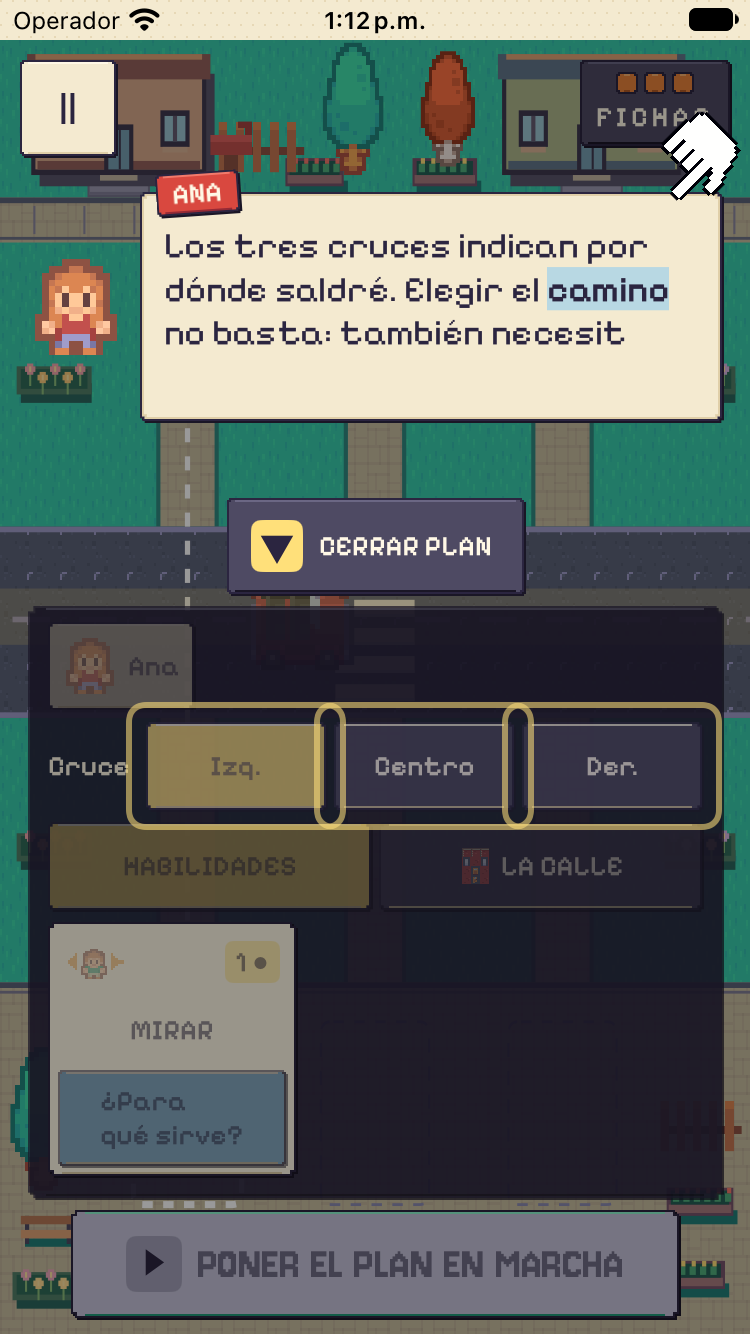 Operador
1:12 p.m.
FICHAS
ANA
Los tres cruces indican por
dónde saldré. Elegir el camino
no basta: también necesit
CERRAR PLAN
Ana
Cruce
Izq.
Centro
Der.
HABILIDADES
LA CALLE
1
MIRAR
¿Para
qué sirve?
PONER EL PLAN EN MARCHA